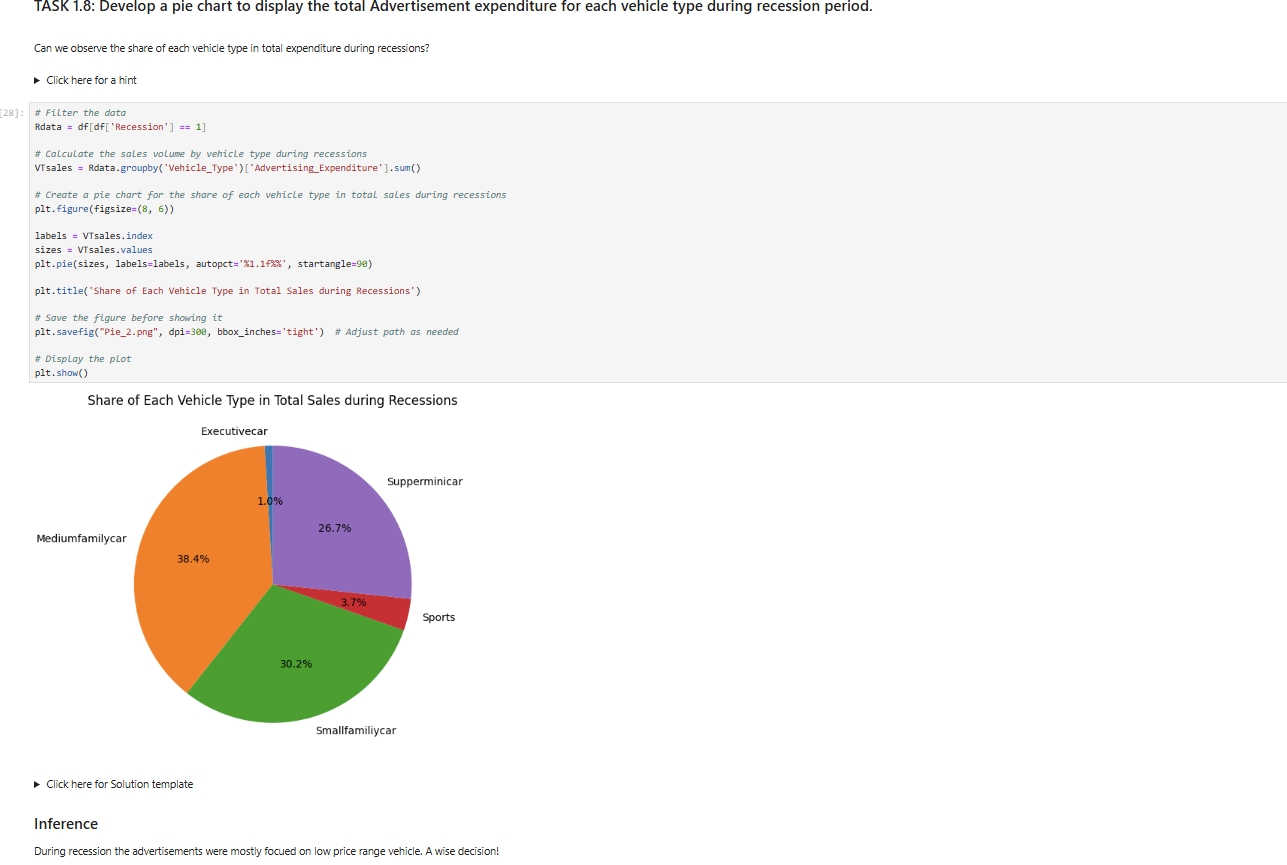 TASK 1.8: Develop a pie chart to display the total Advertisement expenditure for each vehicle type during recession period.
Can we observe the share of each vehicle type in total expenditure during recessions?
▶ Click here for a hint
[28]:
# Filter the data
Rdata = df[df['Recession'] == 1]
# Calculate the sales volume by vehicle type during recessions
VTsales = Rdata.groupby('Vehicle_Type')['Advertising_Expenditure'].sum()
# Create a pie chart for the share of each vehicle type in total sales during recessions
plt.figure(figsize=(8, 6))
labels = VTsales.index
sizes = VTsales.values
plt.pie(sizes, labels=labels, autopct='%1.1f%%', startangle=90)
plt.title('Share of Each Vehicle Type in Total Sales during Recessions')
# Save the figure before showing it
plt.savefig("Pie_2.png", dpi=300, bbox_inches='tight')  # Adjust path as needed
# Display the plot
plt.show()
Share of Each Vehicle Type in Total Sales during Recessions
Executivecar
Supperminicar
1.0%
26.7%
Mediumfamilycar
38.4%
3.7%
Sports
30.2%
Smallfamiliycar
▶ Click here for Solution template
Inference
During recession the advertisements were mostly focued on low price range vehicle. A wise decision!